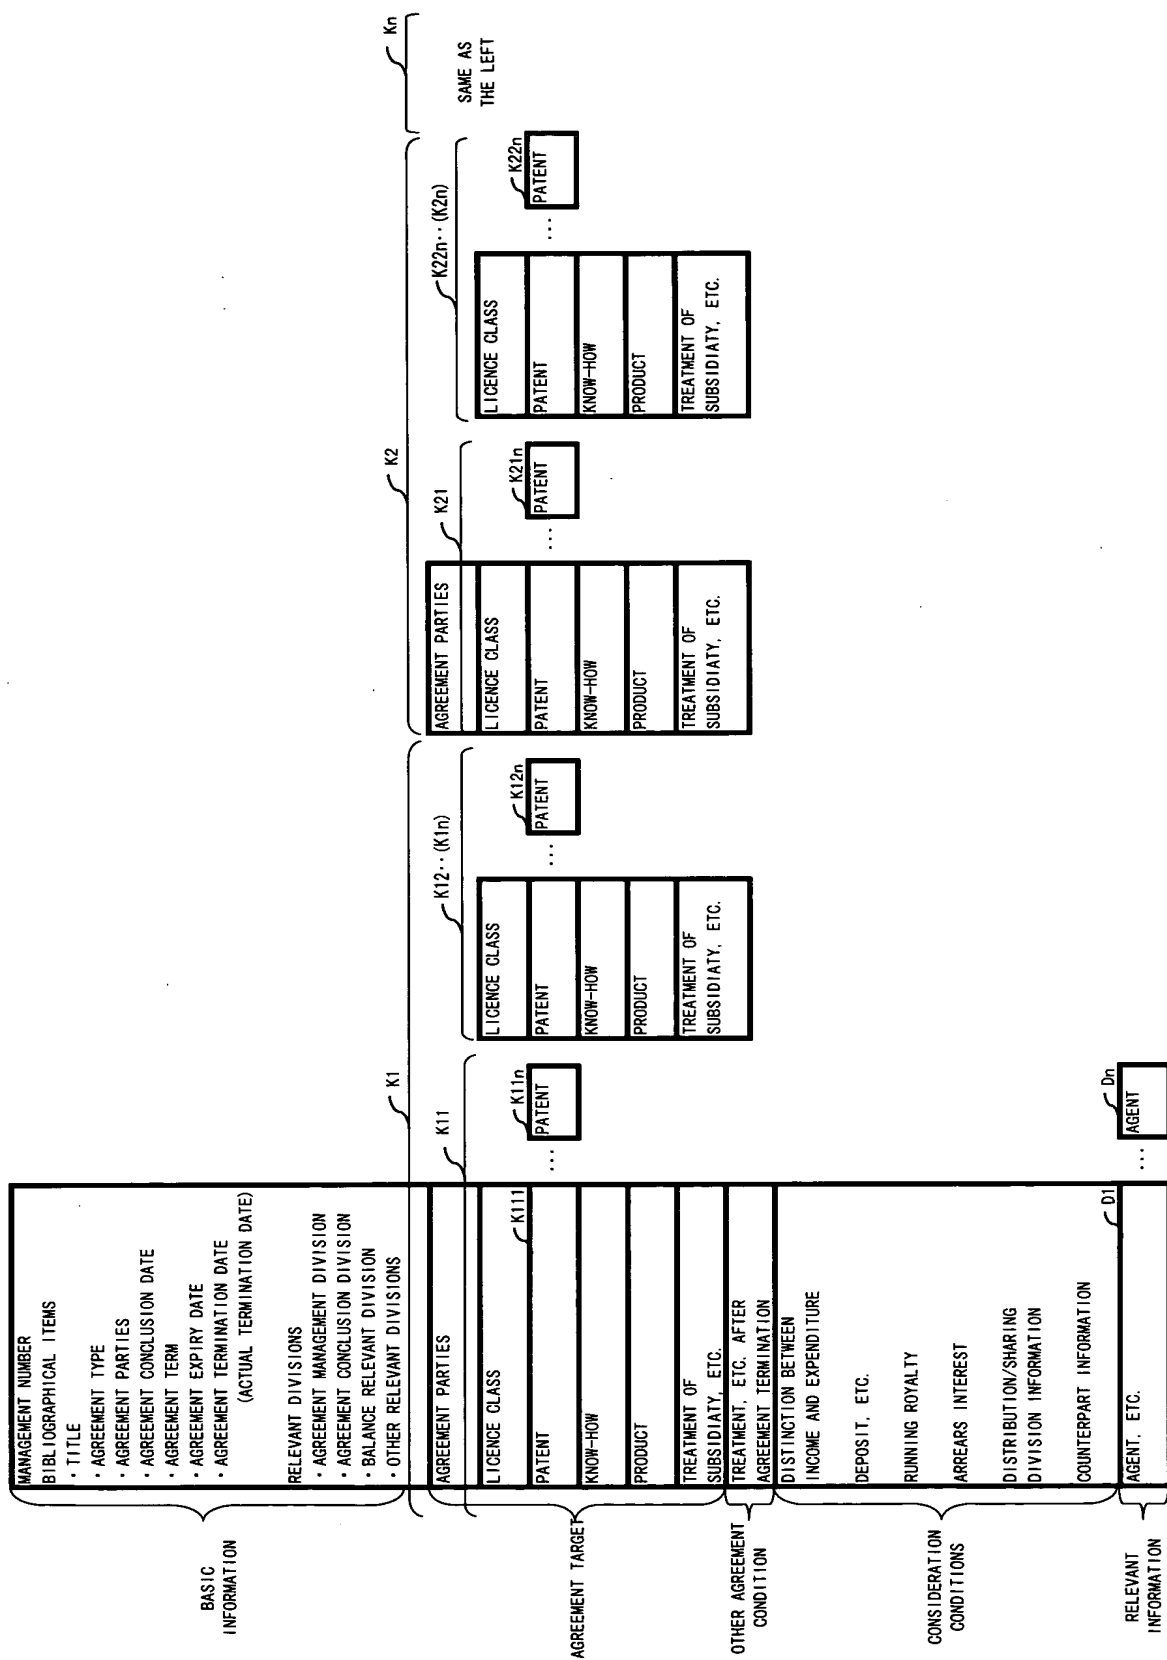 BASIC
INFORMATION
MANAGEMENT NUMBER
BIBLIOGRAPHICAL ITEMS
・TITLE
・AGREEMENT TYPE
・AGREEMENT PARTIES
・AGREEMENT CONCLUSION DATE
・AGREEMENT TERM
・AGREEMENT EXPIRY DATE
・AGREEMENT TERMINATION DATE
(ACTUAL TERMINATION DATE)
RELEVANT DIVISIONS
・AGREEMENT MANAGEMENT DIVISION
・AGREEMENT CONCLUSION DIVISION
・BALANCE RELEVANT DIVISION
・OTHER RELEVANT DIVISIONS
K1
K2
Kn
AGREEMENT TARGET
AGREEMENT PARTIES
K11
LICENCE CLASS
PATENT
K111
...
PATENT
K11n
KNOW-HOW
PRODUCT
TREATMENT OF
SUBSIDIATY, ETC.
K12··(K1n)
LICENCE CLASS
PATENT
...
PATENT
K12n
KNOW-HOW
PRODUCT
TREATMENT OF
SUBSIDIATY, ETC.
AGREEMENT PARTIES
K21
LICENCE CLASS
PATENT
...
PATENT
K21n
KNOW-HOW
PRODUCT
TREATMENT OF
SUBSIDIATY, ETC.
K22n··(K2n)
LICENCE CLASS
PATENT
...
PATENT
K22n
KNOW-HOW
PRODUCT
TREATMENT OF
SUBSIDIATY, ETC.
SAME AS
THE LEFT
OTHER AGREEMENT
CONDITION
TREATMENT, ETC. AFTER
AGREEMENT TERMINATION
CONSIDERATION
CONDITIONS
DISTINCTION BETWEEN
INCOME AND EXPENDITURE
DEPOSIT, ETC.
RUNNING ROYALTY
ARREARS INTEREST
DISTRIBUTION/SHARING
DIVISION INFORMATION
COUNTERPART INFORMATION
RELEVANT
INFORMATION
AGENT, ETC.
D1
...
AGENT
Dn